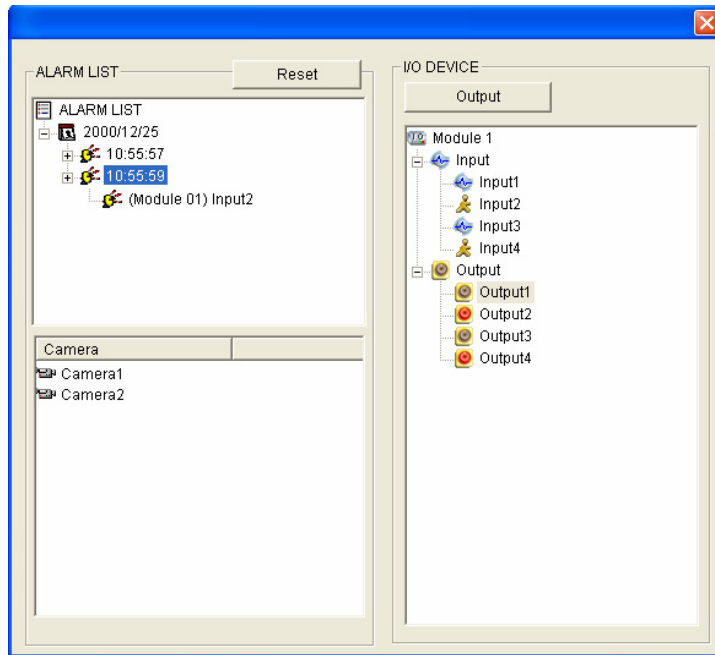 ALARM LIST
Reset
ALARM LIST
2000/12/25
10:55:57
10:55:59
(Module 01) Input2
Camera
Camera1
Camera2
I/O DEVICE
Output
Module 1
Input
Input1
Input2
Input3
Input4
Output
Output1
Output2
Output3
Output4